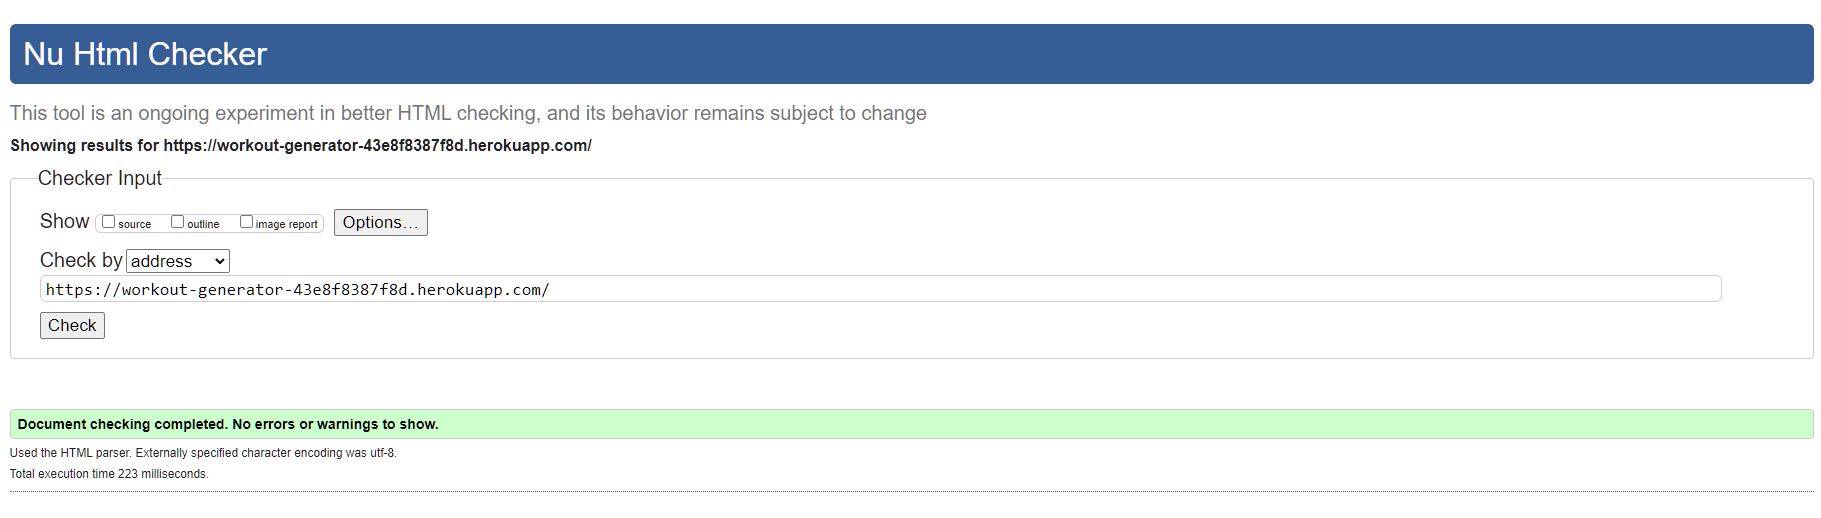 Nu Html Checker
This tool is an ongoing experiment in better HTML checking, and its behavior remains subject to change
Showing results for https://workout-generator-43e8f8387f8d.herokuapp.com/
Checker Input
Show source outline image report Options...
Check by address
https://workout-generator-43e8f8387f8d.herokuapp.com/
Check
Document checking completed. No errors or warnings to show.
Used the HTML parser. Externally specified character encoding was utf-8.
Total execution time 223 milliseconds.